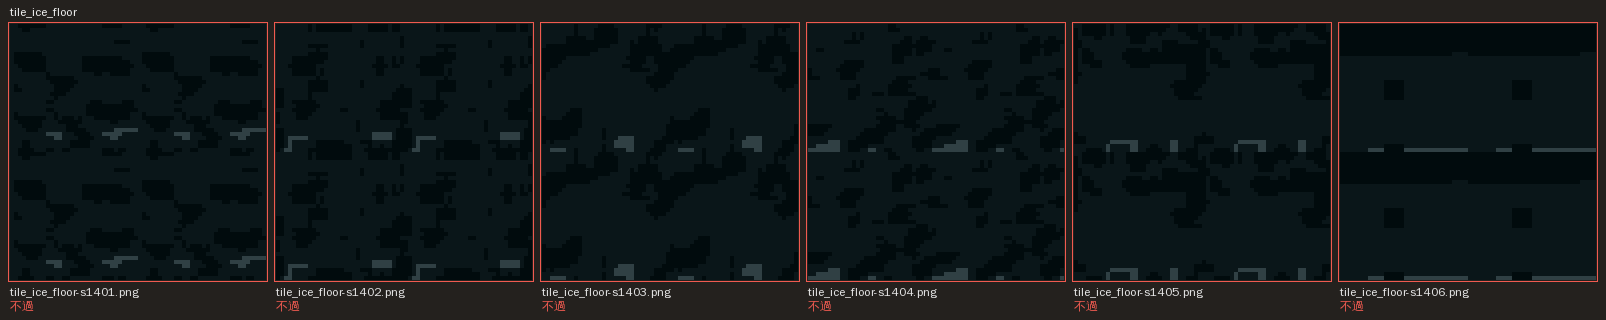 tile_ice_floor
tile_ice_floor-s1401.png
不過
tile_ice_floor-s1402.png
不過
tile_ice_floor-s1403.png
不過
tile_ice_floor-s1404.png
不過
tile_ice_floor-s1405.png
不過
tile_ice_floor-s1406.png
不過